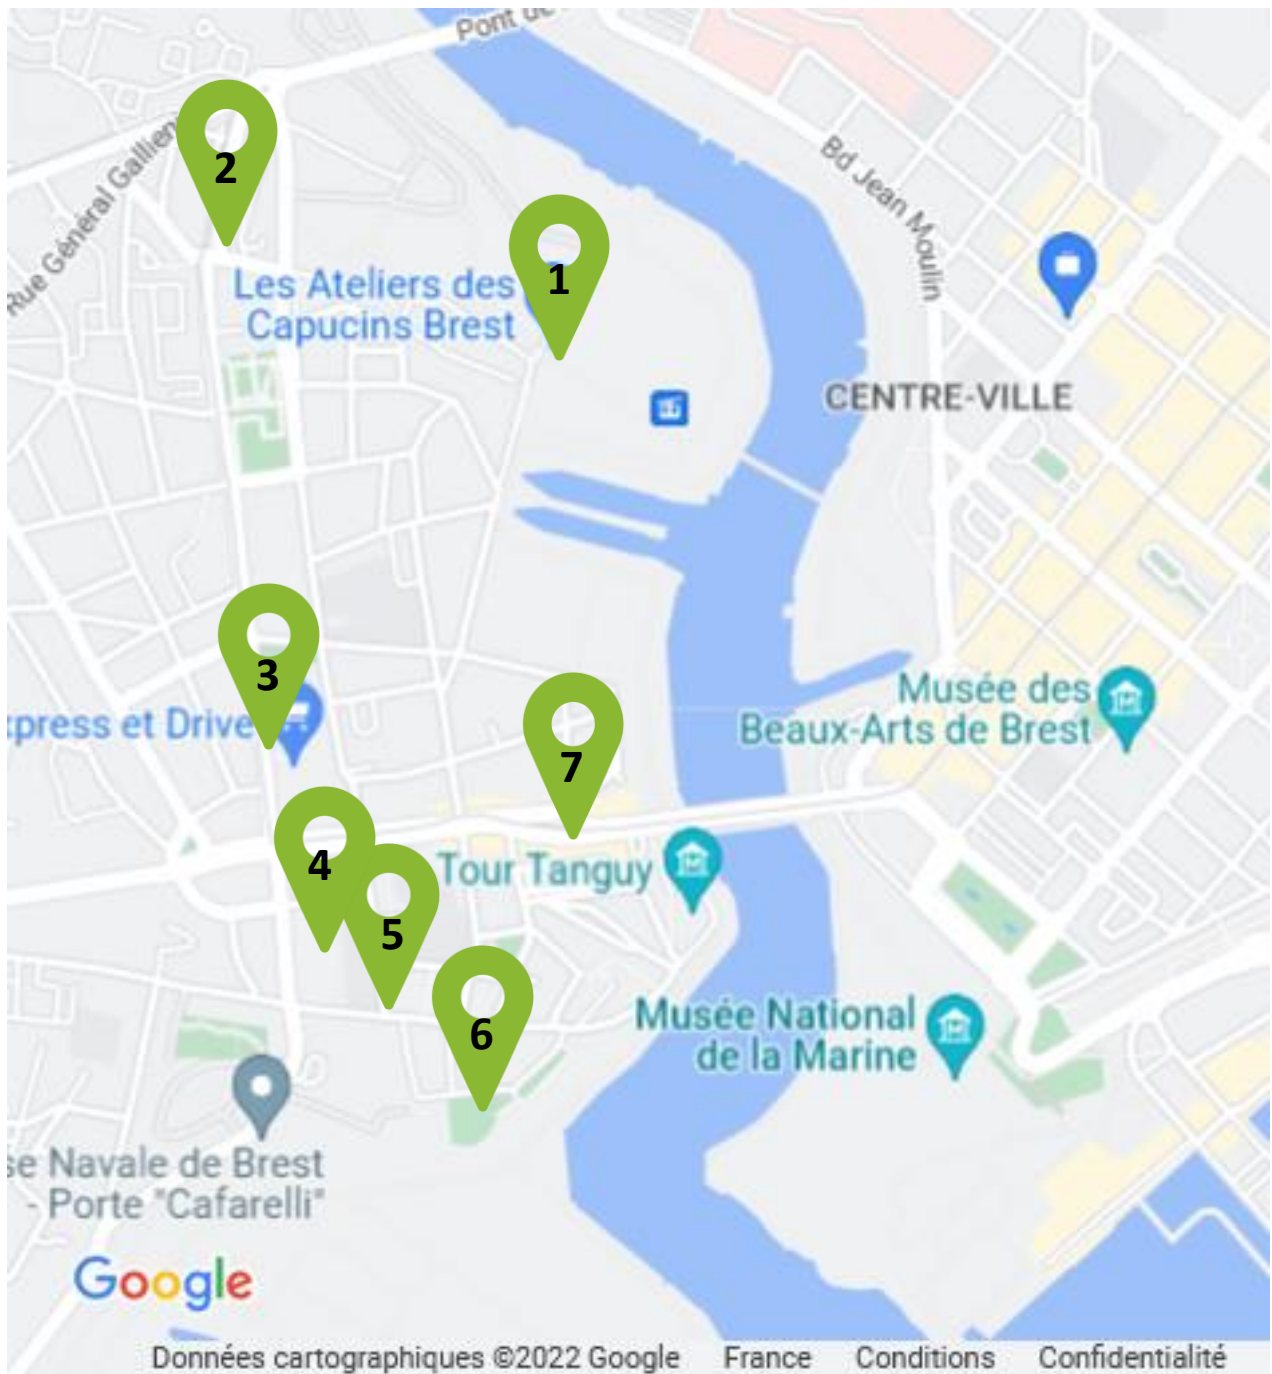 Pont de
Rue Général Gallieni
2
1
Bd Jean Moulin
Les Ateliers des
Capucins Brest
CENTRE-VILLE
3
xpress et Drive
Musée des
Beaux-Arts de Brest
7
4
Tour Tanguy
5
6
Musée National
de la Marine
se Navale de Brest
- Porte "Cafarelli"
Google
Données cartographiques ©2022 Google France Conditions Confidentialité